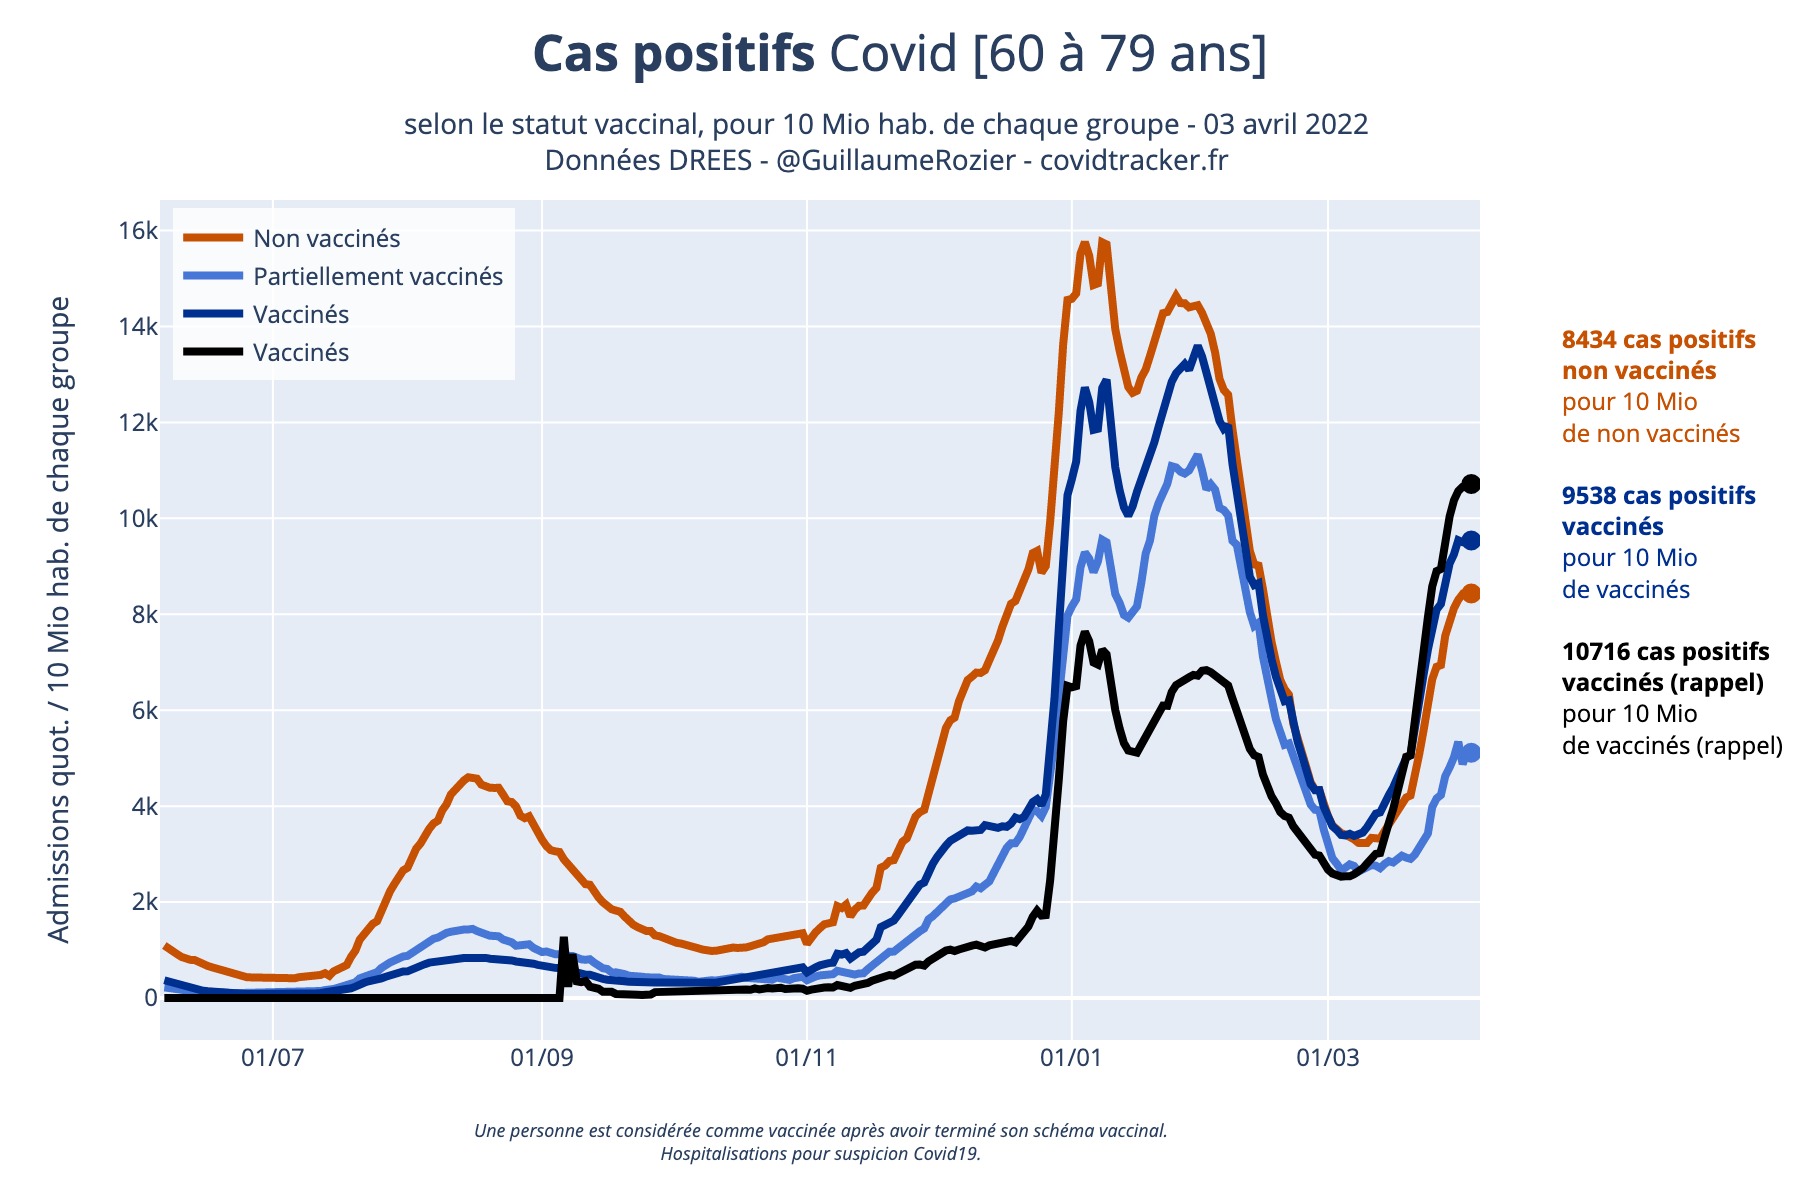 Cas positifs Covid [60 à 79 ans]
selon le statut vaccinal, pour 10 Mio hab. de chaque groupe - 03 avril 2022
Données DREES - @GuillaumeRozier - covidtracker.fr
Admissions quot. / 10 Mio hab. de chaque groupe
16k
14k
12k
10k
8k
6k
4k
2k
0
Non vaccinés
Partiellement vaccinés
Vaccinés
Vaccinés
01/07
01/09
01/11
01/01
01/03
8434 cas positifs
non vaccinés
pour 10 Mio
de non vaccinés
9538 cas positifs
vaccinés
pour 10 Mio
de vaccinés
10716 cas positifs
vaccinés (rappel)
pour 10 Mio
de vaccinés (rappel)
Une personne est considérée comme vaccinée après avoir terminé son schéma vaccinal.
Hospitalisations pour suspicion Covid19.